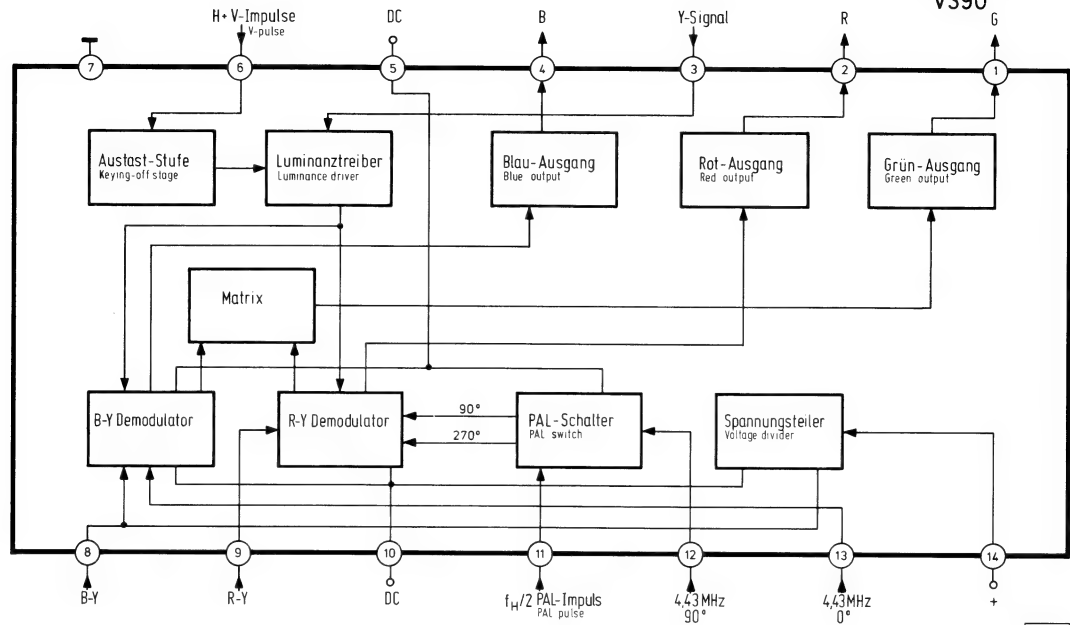 V390
H+V-Impulse
V-pulse
DC
B
Y-Signal
R
G
7
6
5
4
3
2
1
Austast-Stufe
Keying-off stage
Luminanztreiber
Luminance driver
Blau-Ausgang
Blue output
Rot-Ausgang
Red output
Grün-Ausgang
Green output
Matrix
B-Y Demodulator
R-Y Demodulator
90°
270°
PAL-Schalter
PAL switch
Spannungsteiler
Voltage divider
8
9
10
11
12
13
14
B-Y
R-Y
DC
fH/2 PAL-Impuls
PAL pulse
4,43 MHz
90°
4,43 MHz
0°
+